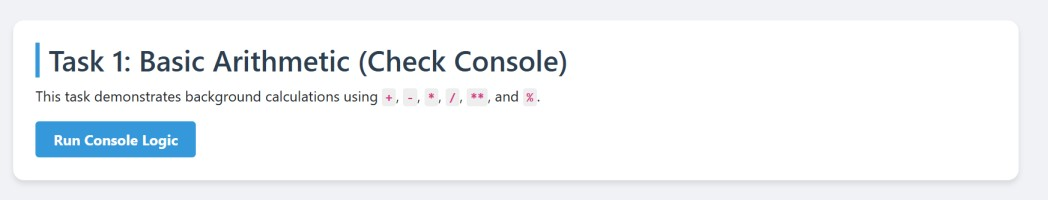 Task 1: Basic Arithmetic (Check Console)
This task demonstrates background calculations using +, -, *, /, **, and %.
Run Console Logic